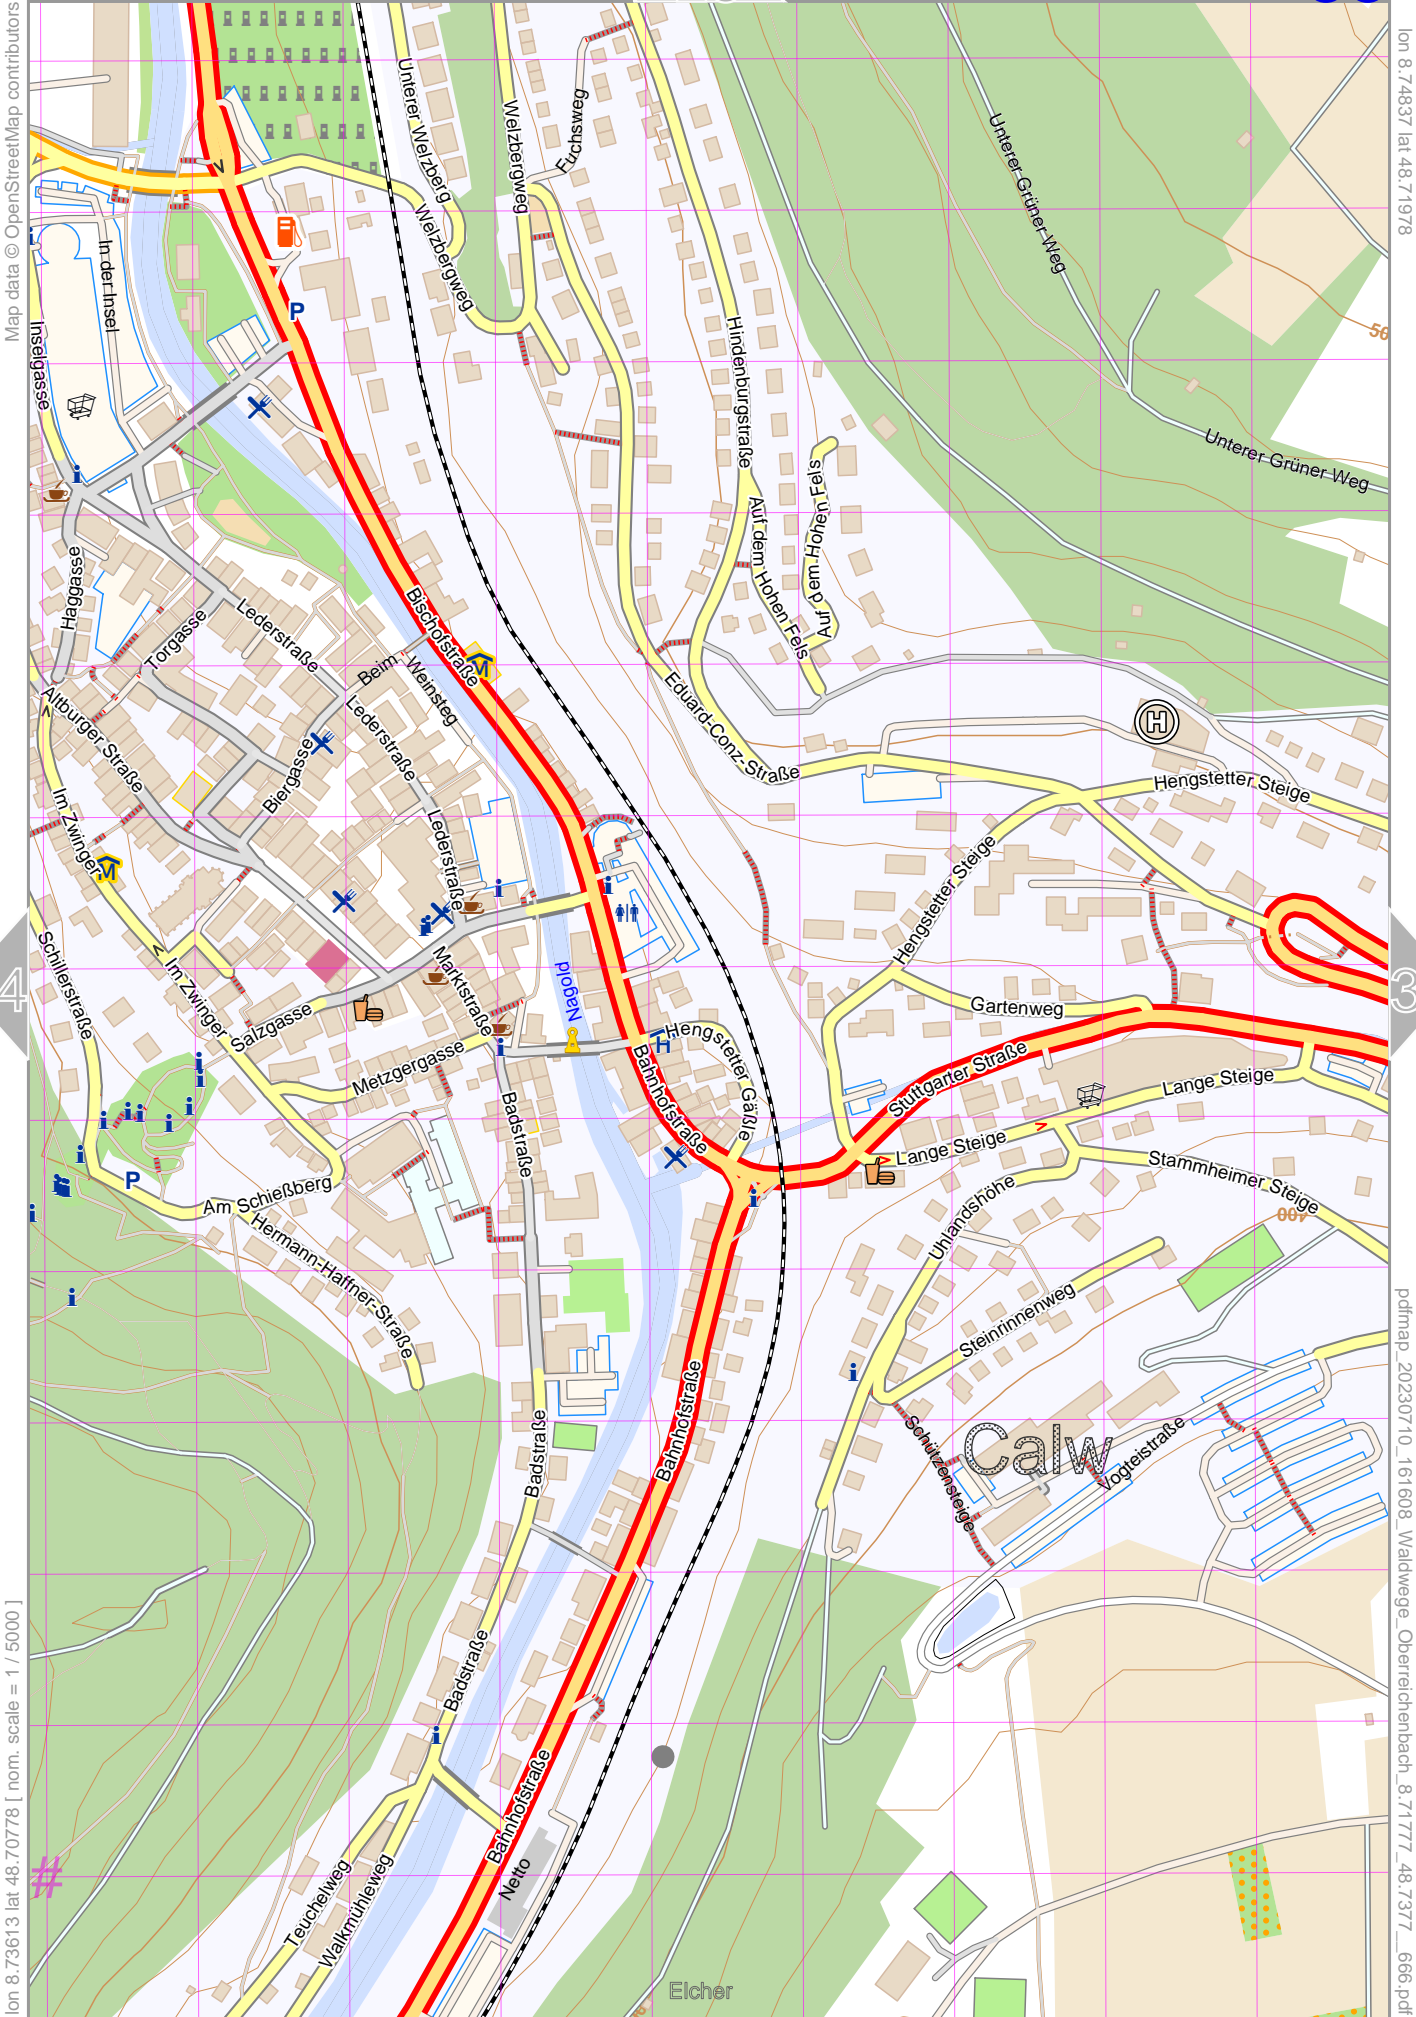 Map data © OpenStreetMap contributors
lon 8.74837 lat 48.71978
Unterer Welzberg
Welzbergweg
Fuchsweg
Unterer Grüner Weg
Welzbergweg
In der Insel
P
Inselgasse
Hindenburgstraße
Unterer Grüner Weg
Auf dem Hohen Fels
Auf dem Hohen Fels
Haggasse
Lederstraße
Torgasse
Bischofstraße
Beim
Weinsteg
M
Eduard-Conz-Straße
Altburger Straße
Lederstraße
H
Biergasse
Hengstetter Steige
Im Zwinger
M
Lederstraße
Hengstetter Steige
Schillerstraße
Im Zwinger
Marktstraße
Nagold
4
3
Gartenweg
Salzgasse
Metzgergasse
H
Hengstetter Gäßle
Bahnhofstraße
Stuttgarter Straße
Lange Steige
Badstraße
Lange Steige
P
Am Schießberg
Stammheimer Steige
Uhlandshöhe
400
Hermann-Haffner-Straße
Steinrinnenweg
Bahnhofstraße
Badstraße
Schützensteige
Calw
Vogteistraße
Badstraße
Bahnhofstraße
Netto
#
Teuchelweg
Walkmühleweg
Elcher
lon 8.73613 lat 48.70778 [ nom. scale = 1 / 5000 ]
pdfmap_20230710_161608_Waldwege_Oberreichenbach_8.71777_48.7377__666.pdf